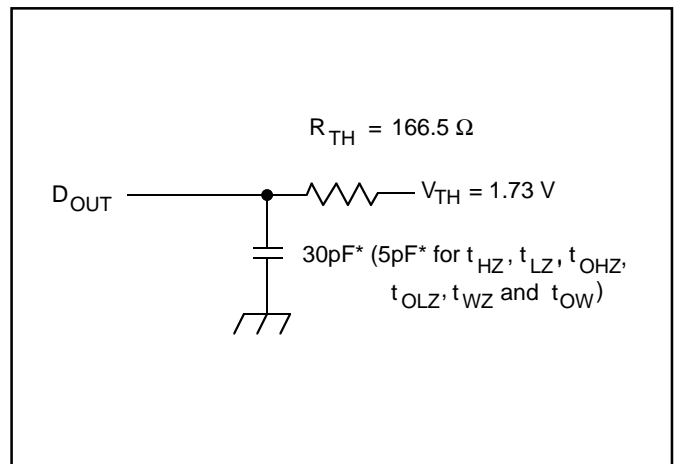 R_TH = 166.5 Ω
D_OUT
V_TH = 1.73 V
30pF* (5pF* for t_HZ, t_LZ, t_OHZ,
t_OLZ, t_WZ and t_OW)